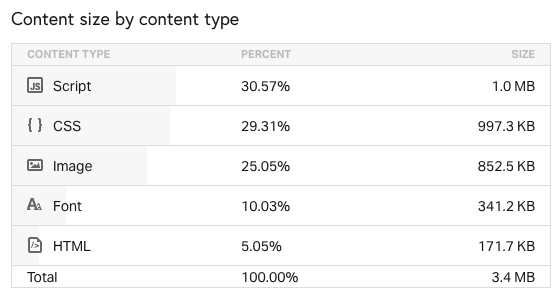 Content size by content type
CONTENT TYPE PERCENT SIZE
JS Script 30.57% 1.0 MB
{ } CSS 29.31% 997.3 KB
Image 25.05% 852.5 KB
AA Font 10.03% 341.2 KB
</> HTML 5.05% 171.7 KB
Total 100.00% 3.4 MB